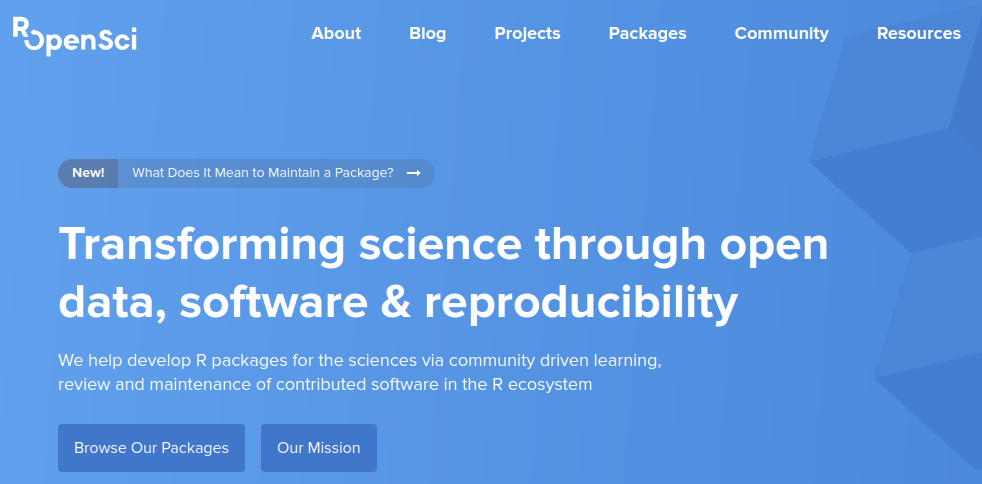 ROpenSci
About Blog Projects Packages Community Resources
New! What Does It Mean to Maintain a Package? →
Transforming science through open
data, software & reproducibility
We help develop R packages for the sciences via community driven learning,
review and maintenance of contributed software in the R ecosystem
Browse Our Packages Our Mission